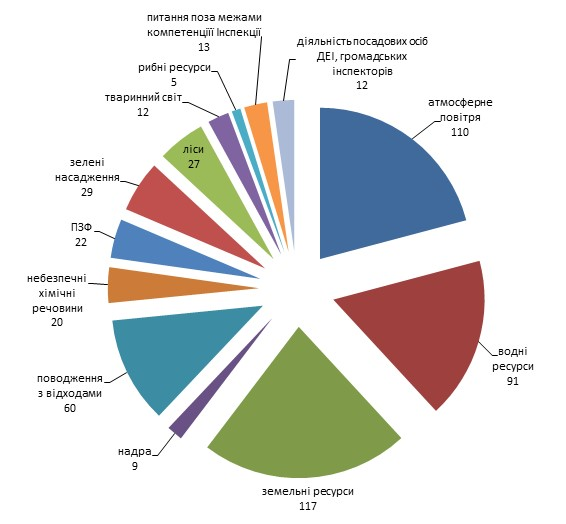 питання поза межами
компетенціїї Інспекції
13
діяльність посадових осіб
ДЕІ, громадських
інспекторів
12
рибні ресурси
5
тваринний світ
12
атмосферне
повітря
110
ліси
27
зелені
насадження
29
ПЗФ
22
небезпечні
хімічні
речовини
20
водні
ресурси
91
поводження
з відходами
60
надра
9
земельні ресурси
117